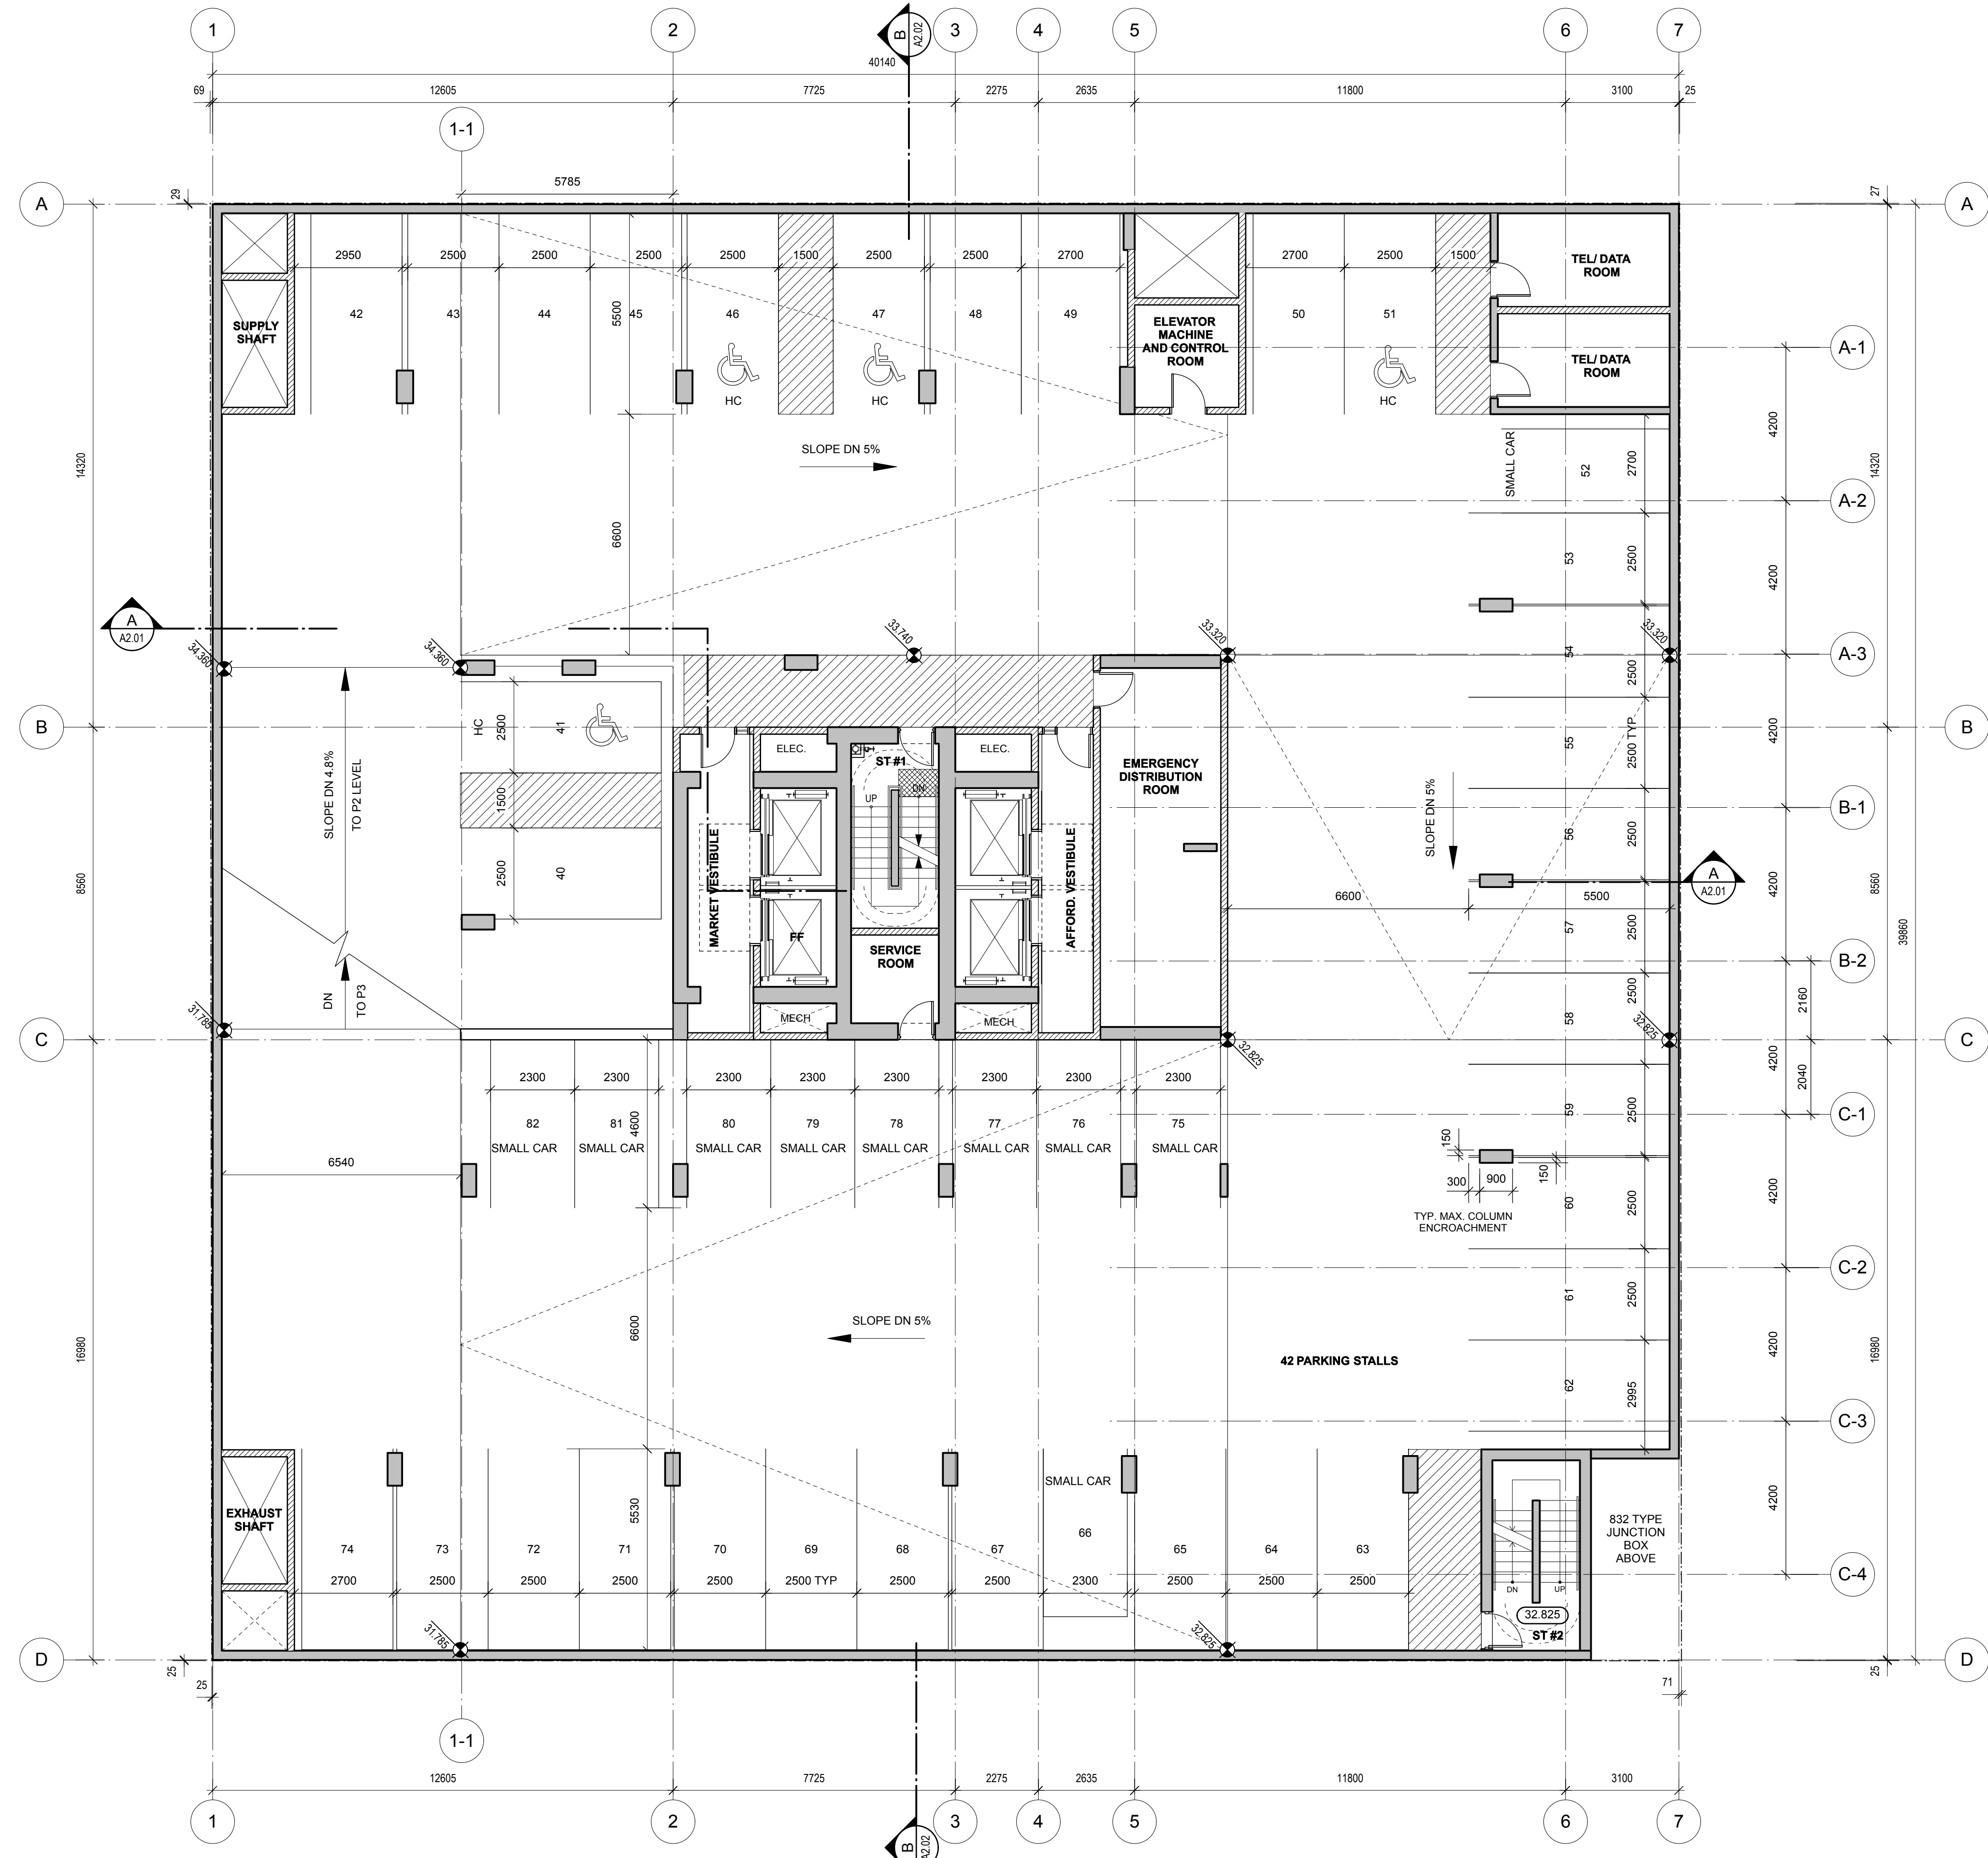 1
2
3
4
5
6
7
B
A2.02
40140
69
12605
7725
2275
2635
11800
3100
25
1-1
5785
A
29
27
A
2950
2500
2500
2500
2500
1500
2500
2500
2700
2700
2500
1500
TEL/ DATA
ROOM
42
43
44
45
46
47
48
49
50
51
5500
SUPPLY
SHAFT
ELEVATOR
MACHINE
AND CONTROL
ROOM
A-1
TEL/ DATA
ROOM
HC
HC
HC
SLOPE DN 5%
SMALL CAR
52
2700
4200
14320
14320
A-2
6600
53
2500
4200
A
A2.01
34.360
34.360
33.740
33.320
33.320
54
2500
A-3
B
HC
2500
41
SLOPE DN 4.8%
TO P2 LEVEL
1500
2500
40
ELEC.
ST #1
ELEC.
UP
DN
EMERGENCY
DISTRIBUTION
ROOM
MARKET VESTIBULE
AFFORD. VESTIBULE
FF
SERVICE
ROOM
MECH
MECH
55
2500 TYP
4200
B
SLOPE DN 5%
56
2500
B-1
6600
5500
A
A2.01
8560
4200
8560
39860
57
2500
B-2
DN
TO P3
31.785
58
2500
2160
32.825
32.825
C
4200
2040
C
2300
2300
2300
2300
2300
2300
2300
2300
82
SMALL CAR
81
SMALL CAR
80
SMALL CAR
79
SMALL CAR
78
SMALL CAR
77
SMALL CAR
76
SMALL CAR
75
SMALL CAR
4600
59
2500
C-1
6540
150
300
900
150
TYP. MAX. COLUMN
ENCROACHMENT
60
2500
4200
C-2
6600
61
2500
SLOPE DN 5%
16980
4200
16980
42 PARKING STALLS
62
2995
C-3
EXHAUST
SHAFT
5530
SMALL CAR
74
73
72
71
70
69
68
67
66
65
64
63
2700
2500
2500
2500
2500
2500 TYP
2500
2500
2300
2500
2500
2500
832 TYPE
JUNCTION
BOX
ABOVE
4200
C-4
DN
UP
32.825
ST #2
31.785
32.825
D
25
25
D
25
71
1-1
12605
7725
2275
2635
11800
3100
1
2
3
4
5
6
7
B
A2.02